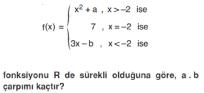 x² + a , x > -2 ise
f(x) = 7 , x = -2 ise
3x - b , x < -2 ise
fonksiyonu R de sürekli olduğuna göre, a . b
çarpımı kaçtır?